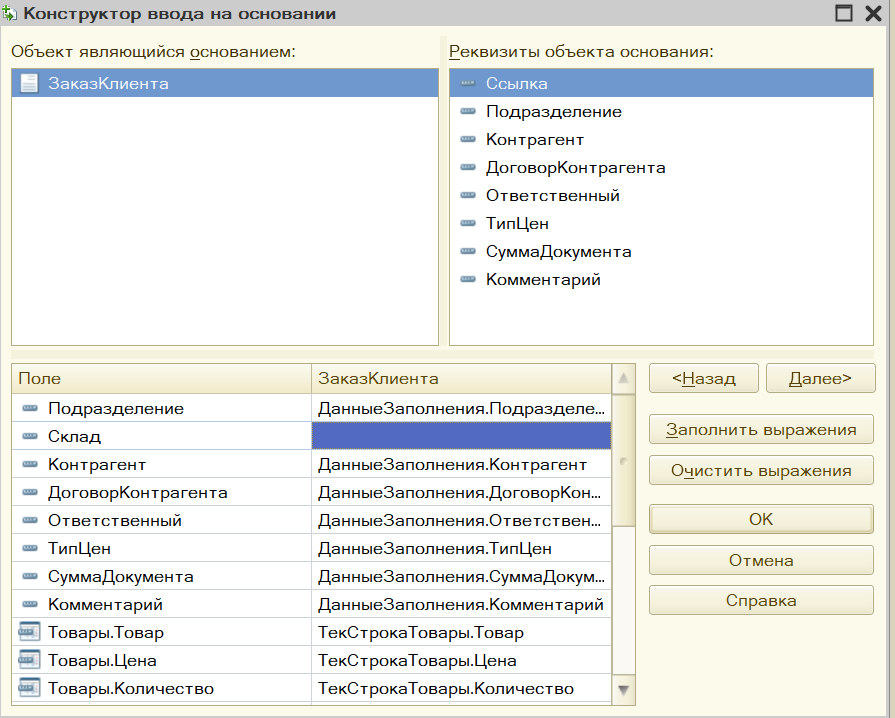 Конструктор ввода на основании
Объект являющийся основанием:
Реквизиты объекта основания:
ЗаказКлиента
Ссылка
Подразделение
Контрагент
ДоговорКонтрагента
Ответственный
ТипЦен
СуммаДокумента
Комментарий
Поле ЗаказКлиента
Подразделение ДанныеЗаполнения.Подразделе...
Склад
Контрагент ДанныеЗаполнения.Контрагент
ДоговорКонтрагента ДанныеЗаполнения.ДоговорКон...
Ответственный ДанныеЗаполнения.Ответствен...
ТипЦен ДанныеЗаполнения.ТипЦен
СуммаДокумента ДанныеЗаполнения.СуммаДокум...
Комментарий ДанныеЗаполнения.Комментарий
Товары.Товар ТекСтрокаТовары.Товар
Товары.Цена ТекСтрокаТовары.Цена
Товары.Количество ТекСтрокаТовары.Количество
<Назад Далее>
Заполнить выражения
Очистить выражения
ОК
Отмена
Справка